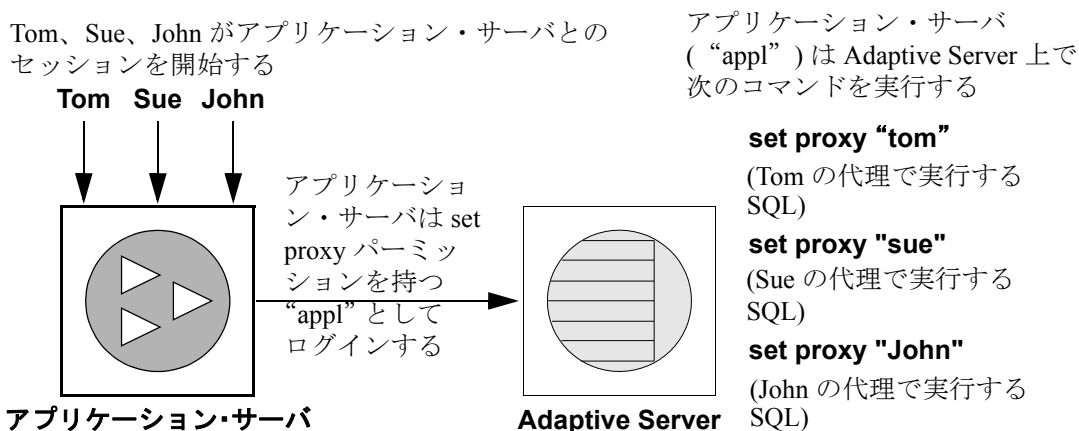 Tom、Sue、John がアプリケーション・サーバとの
セッションを開始する
Tom Sue John
アプリケーショ
ン・サーバは set
proxy パーミッ
ションを持つ
“appl”として
ログインする
アプリケーション・サーバ
Adaptive Server
アプリケーション・サーバ
(“appl”) は Adaptive Server 上で
次のコマンドを実行する
set proxy “tom”
(Tom の代理で実行する
SQL)
set proxy "sue"
(Sue の代理で実行する
SQL)
set proxy "John"
(John の代理で実行する
SQL)